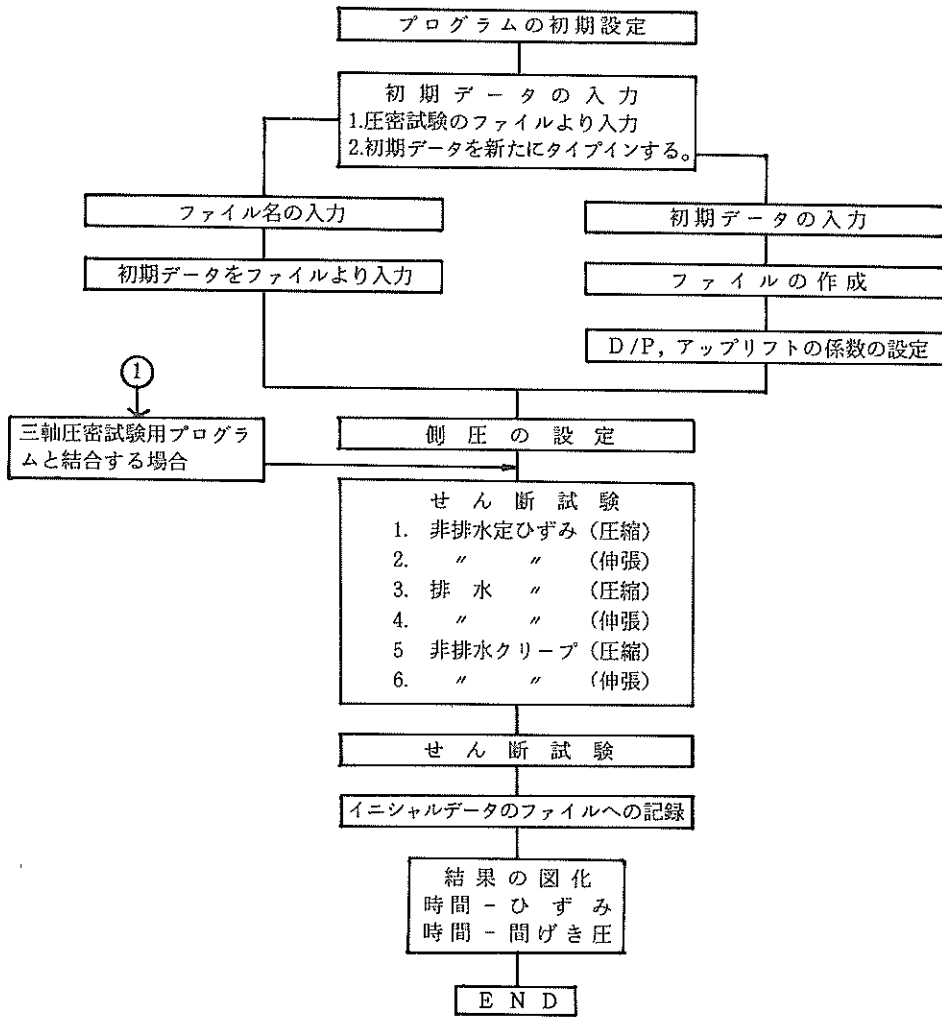 プログラムの初期設定
初期データの入力
1.圧密試験のファイルより入力
2.初期データを新たにタイプインする。
ファイル名の入力
初期データをファイルより入力
初期データの入力
ファイルの作成
D/P, アップリフトの係数の設定
①
三軸圧密試験用プログラ
ムと結合する場合
側圧の設定
せん断試験
1. 非排水定ひずみ (圧縮)
2. 〃 〃 (伸張)
3. 排水 〃 (圧縮)
4. 〃 〃 (伸張)
5 非排水クリープ (圧縮)
6. 〃 〃 (伸張)
せん断試験
イニシャルデータのファイルへの記録
結果の図化
時間-ひずみ
時間-間げき圧
END